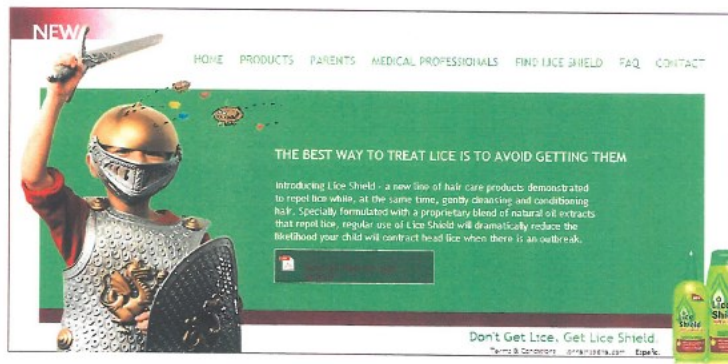 NEW
HOME PRODUCTS PARENTS MEDICAL PROFESSIONALS FIND LICE SHIELD FAQ CONTACT
THE BEST WAY TO TREAT LICE IS TO AVOID GETTING THEM
Introducing Lice Shield - a new line of hair care products demonstrated
to repel lice while, at the same time, gently cleansing and conditioning
hair. Specially formulated with a proprietary blend of natural oil extracts
that repel lice, regular use of Lice Shield will dramatically reduce the
likelihood your child will contract head lice when there is an outbreak.
Lice Shield
Lice Shi
Don't Get Lice. Get Lice Shield.
Terms & Conditions Español